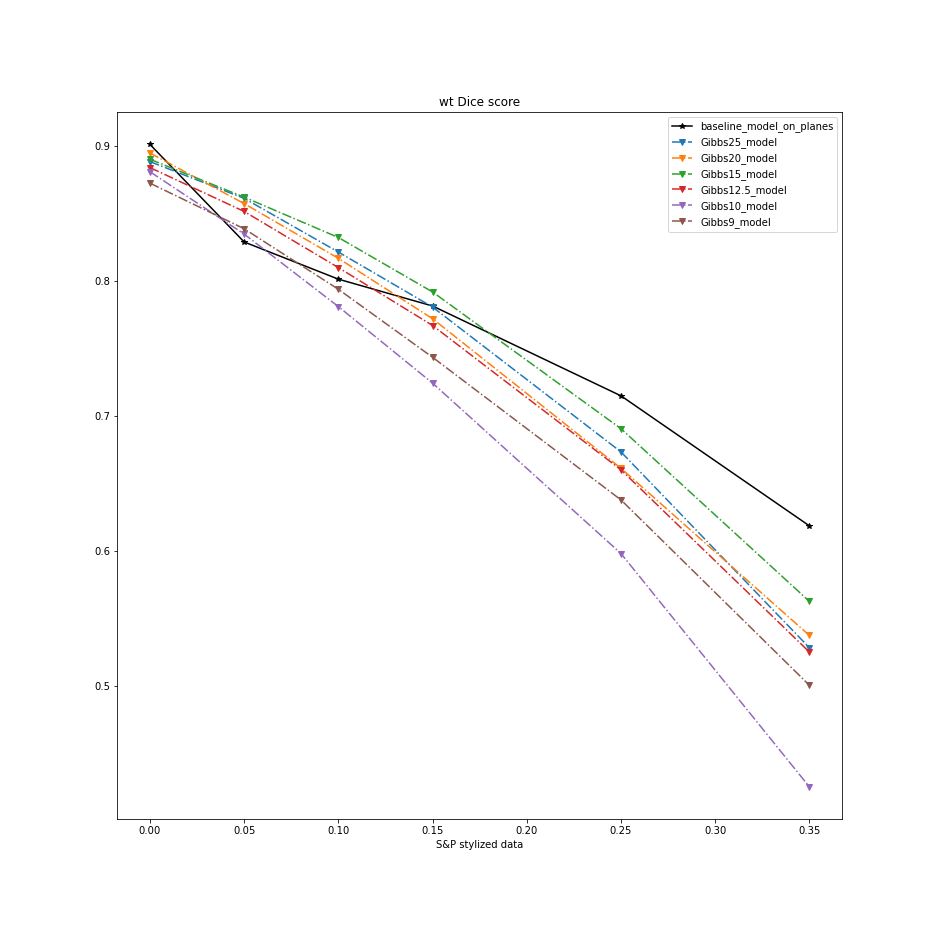 wt Dice score
baseline_model_on_planes
Gibbs25_model
Gibbs20_model
Gibbs15_model
Gibbs12.5_model
Gibbs10_model
Gibbs9_model
0.9
0.8
0.7
0.6
0.5
0.00 0.05 0.10 0.15 0.20 0.25 0.30 0.35
S&P stylized data